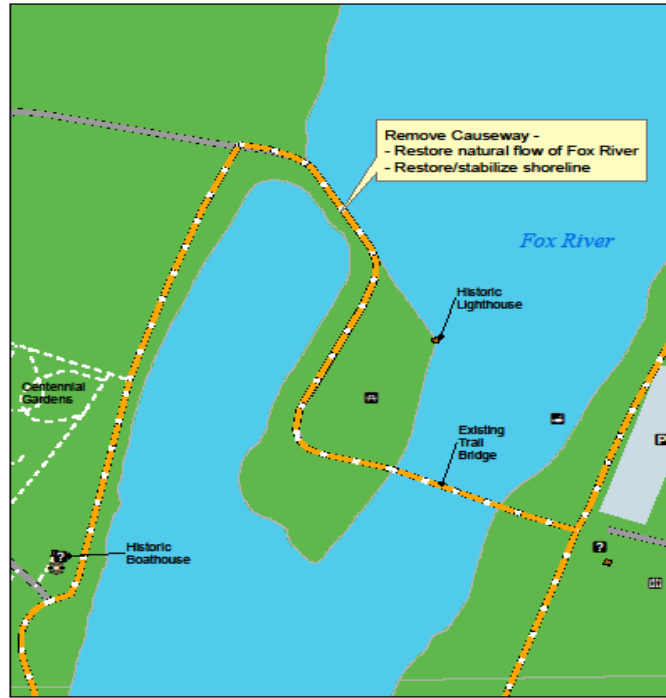 Remove Causeway -
- Restore natural flow of Fox River
- Restore/stabilize shoreline
Fox River
Historic
Lighthouse
Centennial
Gardens
Existing
Trail
Bridge
P
Historic
Boathouse
?
?